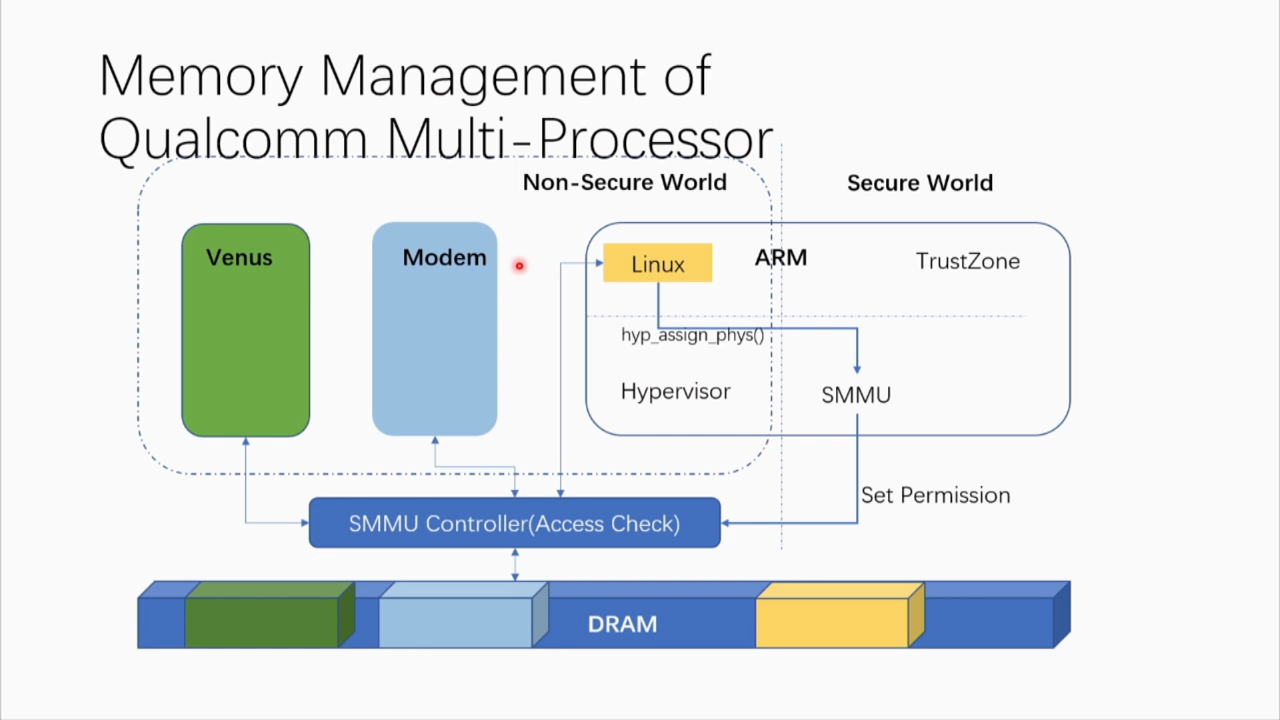 Memory Management of
Qualcomm Multi-Processor
Non-Secure World
Secure World
Venus
Modem
Linux
ARM
TrustZone
hyp_assign_phys()
Hypervisor
SMMU
Set Permission
SMMU Controller(Access Check)
DRAM